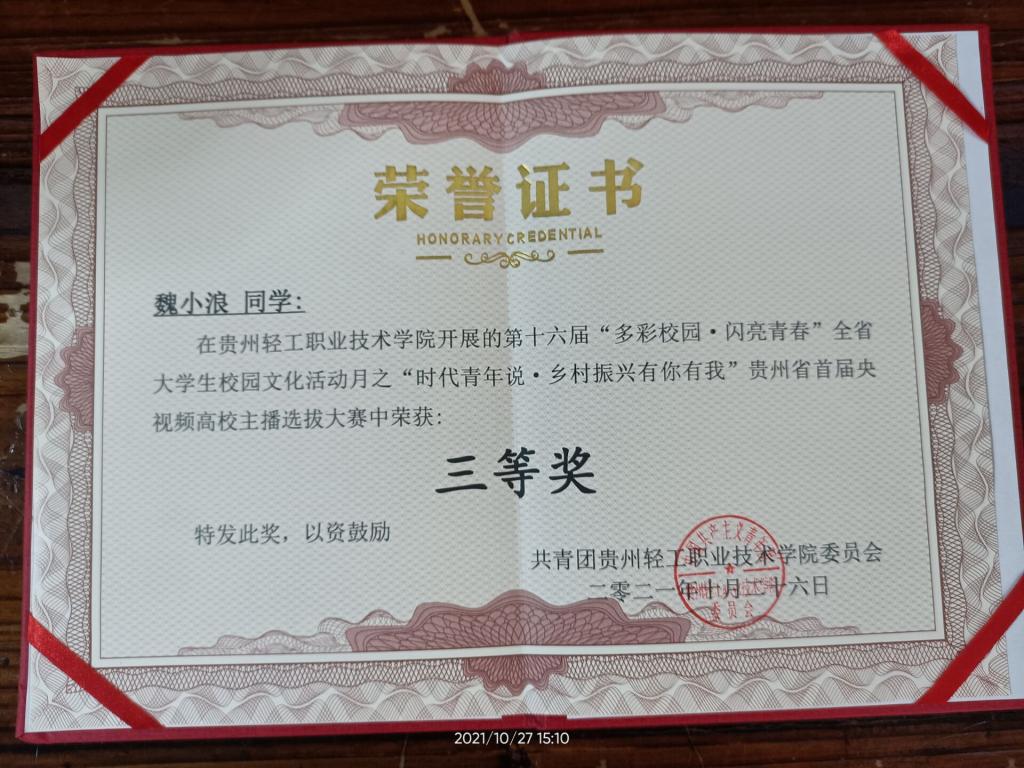 荣誉证书
HONORARY CREDENTIAL
魏小浪 同学:
在贵州轻工职业技术学院开展的第十六届“多彩校园·闪亮青春”全省
大学生校园文化活动月之“时代青年说·乡村振兴有你有我”贵州省首届央
视频高校主播选拔大赛中荣获:
三等奖
特发此奖，以资鼓励
共青团贵州轻工职业技术学院委员会
二零二一年十月 十六日
委员会
2021/10/27 15:10